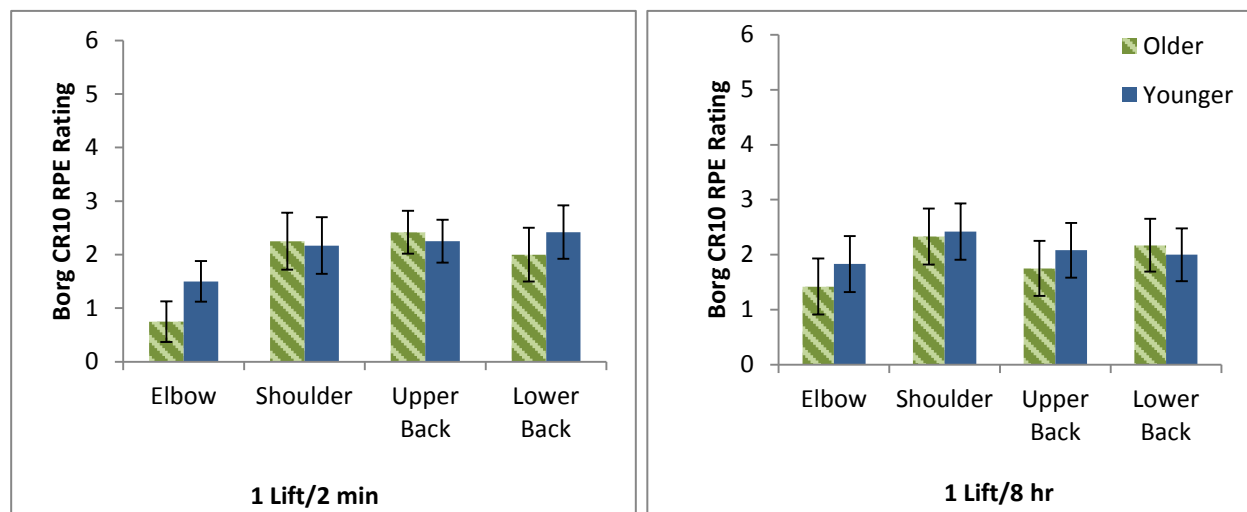 Borg CR10 RPE Rating
6
5
4
3
2
1
0
Elbow
Shoulder
Upper
Back
Lower
Back
1 Lift/2 min
Borg CR10 RPE Rating
6
5
4
3
2
1
0
Older
Younger
Elbow
Shoulder
Upper
Back
Lower
Back
1 Lift/8 hr